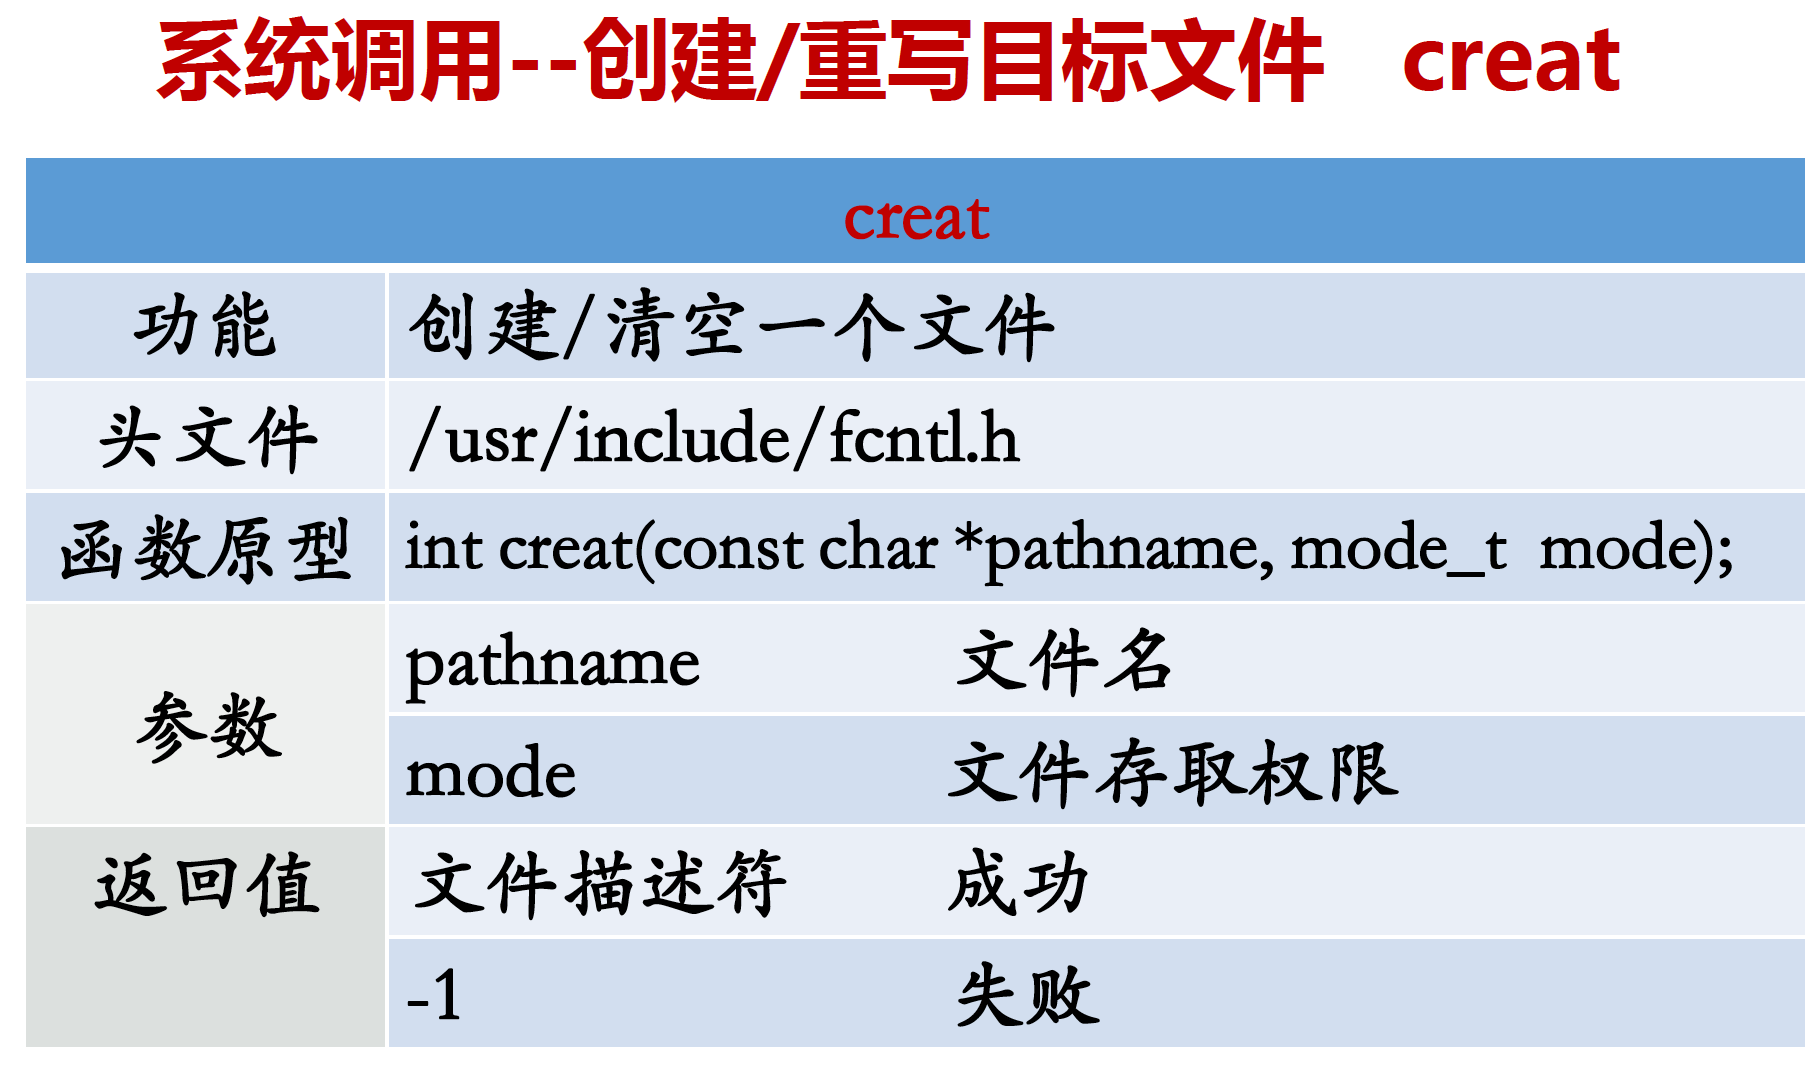 系统调用--创建/重写目标文件 creat
creat
功能 创建/清空一个文件
头文件 /usr/include/fcntl.h
函数原型 int creat(const char *pathname, mode_t mode);
参数 pathname 文件名
mode 文件存取权限
返回值 文件描述符 成功
-1 失败